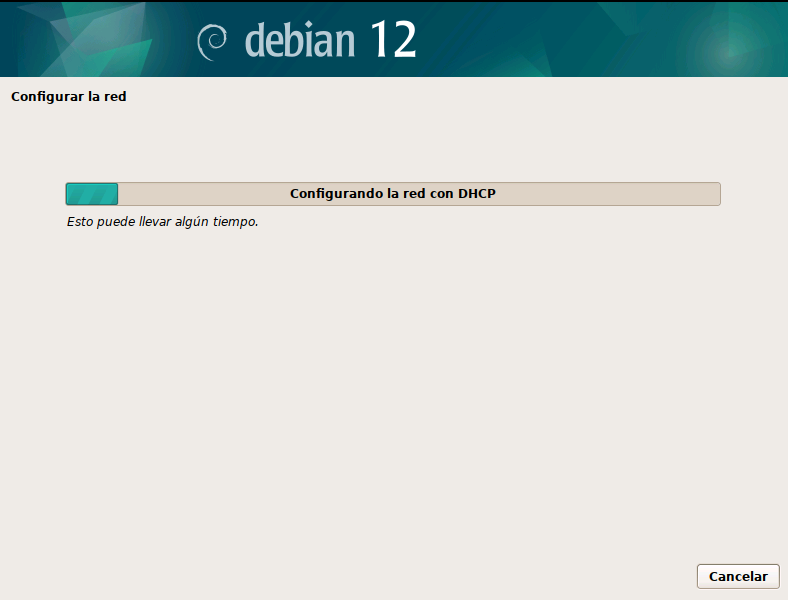 debian 12
Configurar la red
Configurando la red con DHCP
Esto puede llevar algún tiempo.
Cancelar